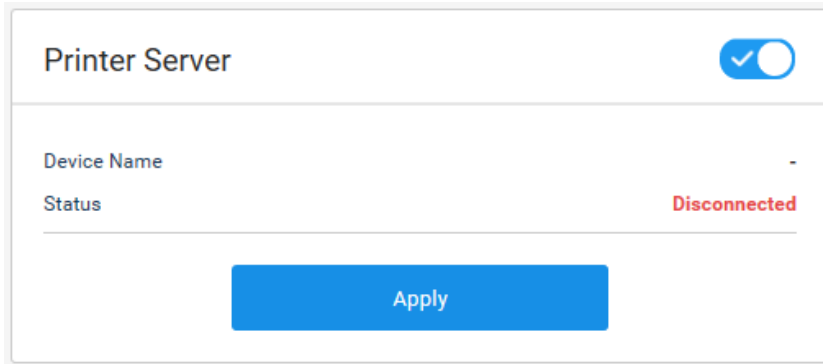 Printer Server
Device Name -
Status Disconnected
Apply